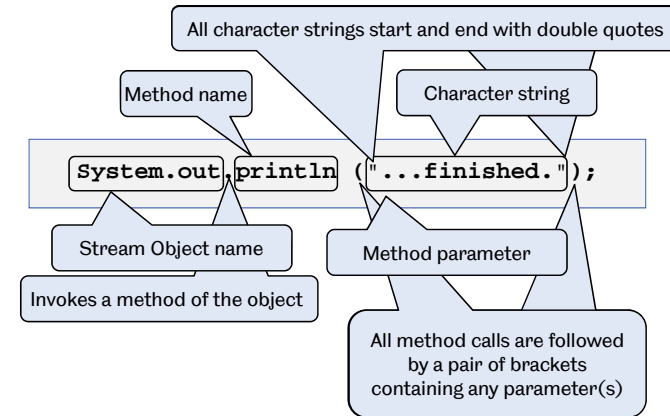 All character strings start and end with double quotes
Method name
Character string
System.out.println ("...finished.");
Stream Object name
Method parameter
Invokes a method of the object
All method calls are followed
by a pair of brackets
containing any parameter(s)